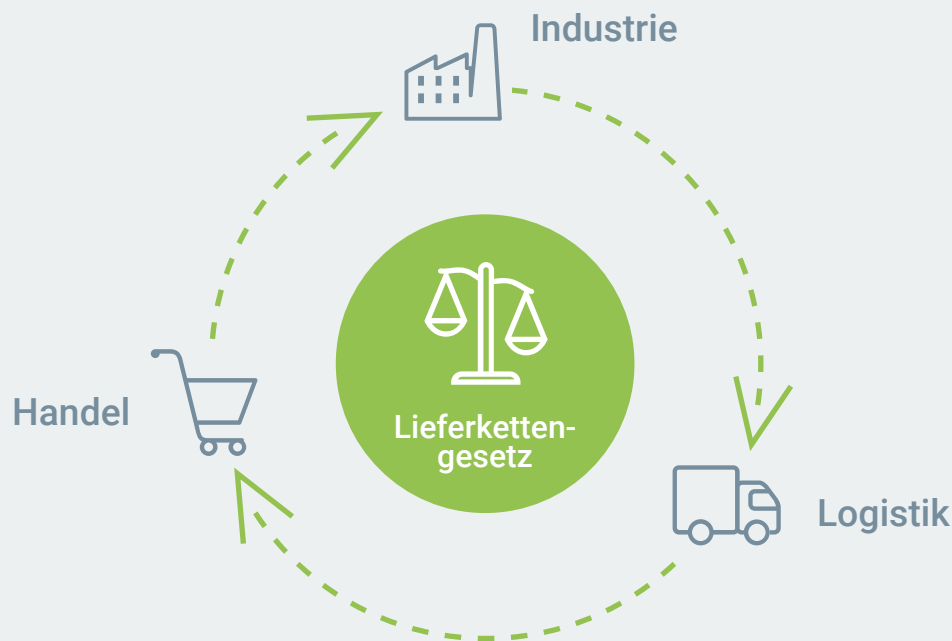 Industrie
Handel
Lieferketten-
gesetz
Logistik